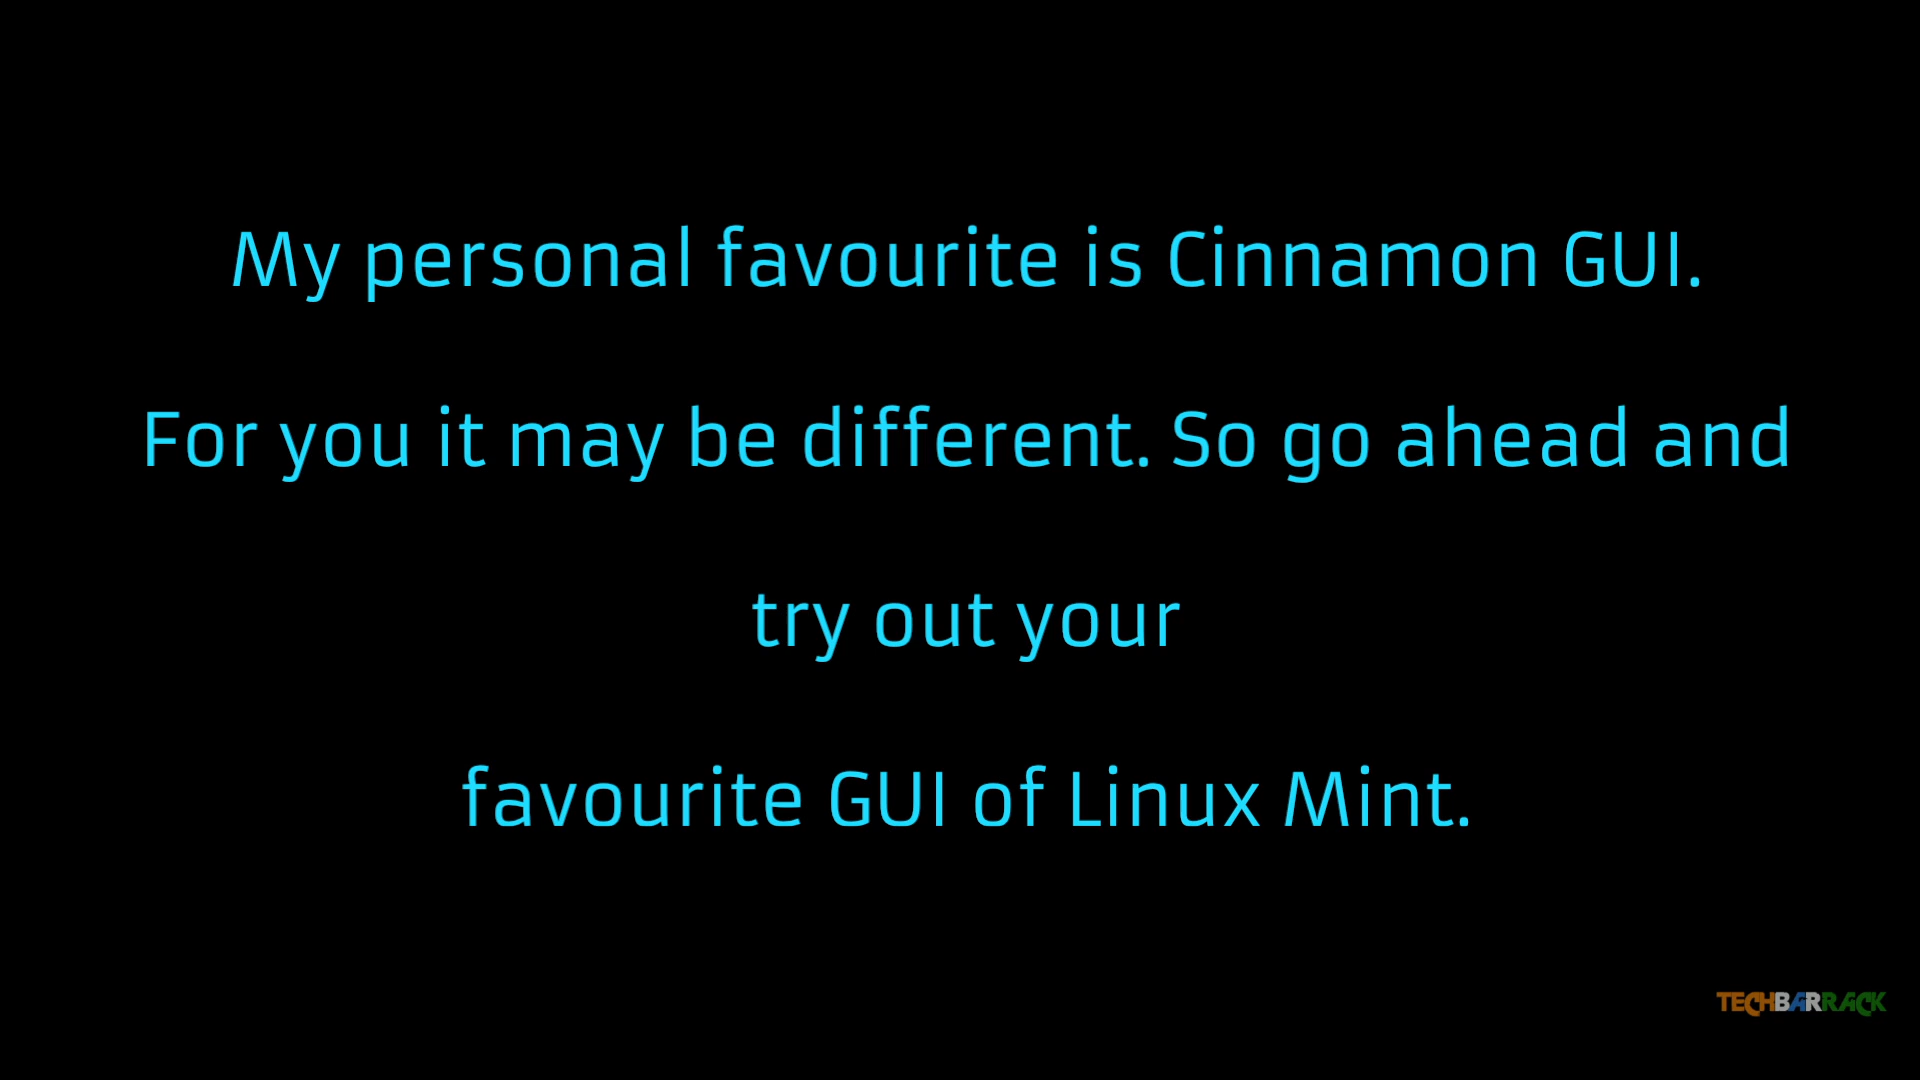 My personal favourite is Cinnamon GUI.
For you it may be different. So go ahead and
try out your
favourite GUI of Linux Mint.
TECHBARRACK